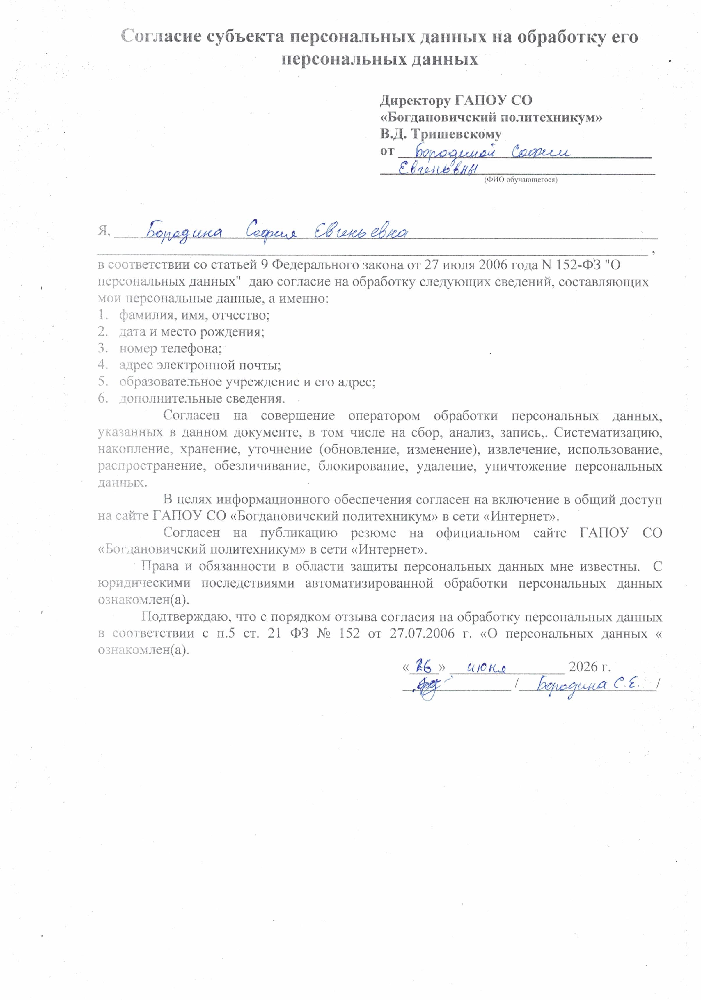 Согласие субъекта персональных данных на обработку его
персональных данных
Директору ГАПОУ СО
«Богдановичский политехникум»
В.Д. Тришевскому
от Бородиной Софии
Евгеновны
(ФИО обучающегося)
Я, Бородина София Евгеньевна
,
в соответствии со статьей 9 Федерального закона от 27 июля 2006 года N 152-ФЗ "О
персональных данных" даю согласие на обработку следующих сведений, составляющих
мои персональные данные, а именно:
1. фамилия, имя, отчество;
2. дата и место рождения;
3. номер телефона;
4. адрес электронной почты;
5. образовательное учреждение и его адрес;
6. дополнительные сведения.
Согласен на совершение оператором обработки персональных данных,
указанных в данном документе, в том числе на сбор, анализ, запись,. Систематизацию,
накопление, хранение, уточнение (обновление, изменение), извлечение, использование,
распространение, обезличивание, блокирование, удаление, уничтожение персональных
данных.
В целях информационного обеспечения согласен на включение в общий доступ
на сайте ГАПОУ СО «Богдановичский политехникум» в сети «Интернет».
Согласен на публикацию резюме на официальном сайте ГАПОУ СО
«Богдановичский политехникум» в сети «Интернет».
Права и обязанности в области защиты персональных данных мне известны. С
юридическими последствиями автоматизированной обработки персональных данных
ознакомлен(а).
Подтверждаю, что с порядком отзыва согласия на обработку персональных данных
в соответствии с п.5 ст. 21 ФЗ № 152 от 27.07.2006 г. «О персональных данных «
ознакомлен(а).
«26» июня 2026 г.
/ Бородина С.Е. /